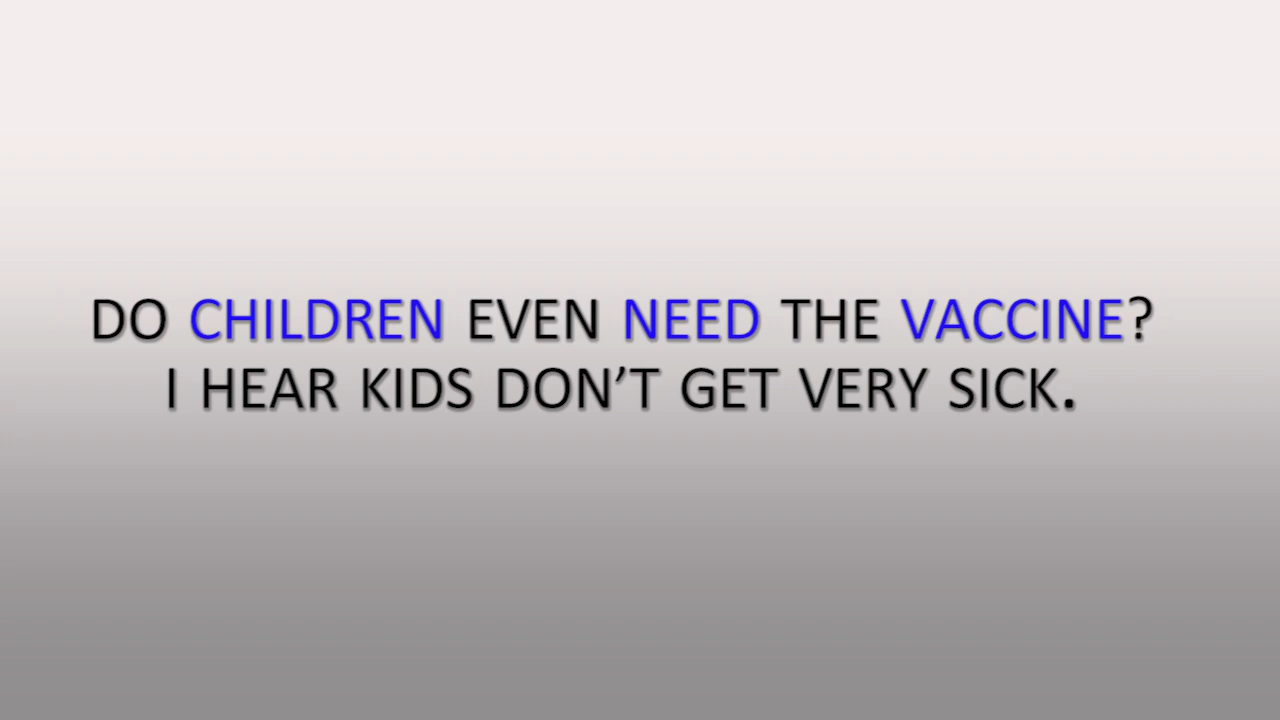 DO CHILDREN EVEN NEED THE VACCINE?
I HEAR KIDS DON’T GET VERY SICK.